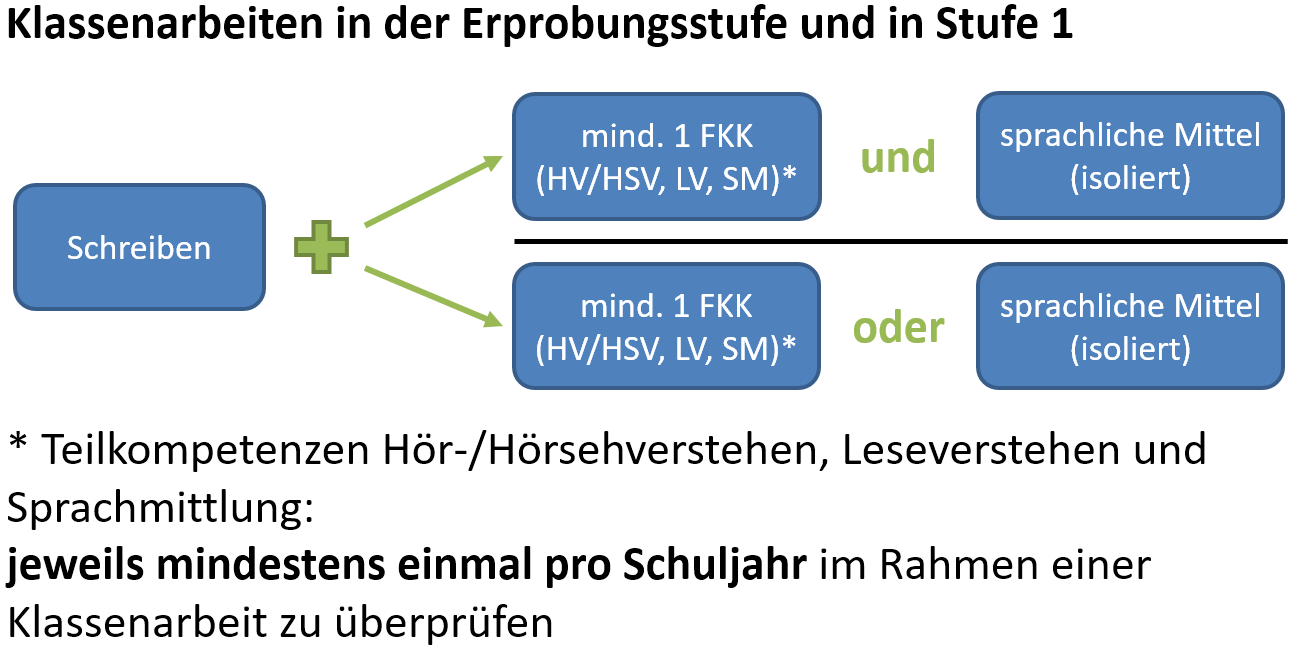 Klassenarbeiten in der Erprobungsstufe und in Stufe 1
Schreiben
mind. 1 FKK
(HV/HSV, LV, SM)*
und
sprachliche Mittel
(isoliert)
mind. 1 FKK
(HV/HSV, LV, SM)*
oder
sprachliche Mittel
(isoliert)
* Teilkompetenzen Hör-/Hörsehverstehen, Leseverstehen und
Sprachmittlung:
jeweils mindestens einmal pro Schuljahr im Rahmen einer
Klassenarbeit zu überprüfen